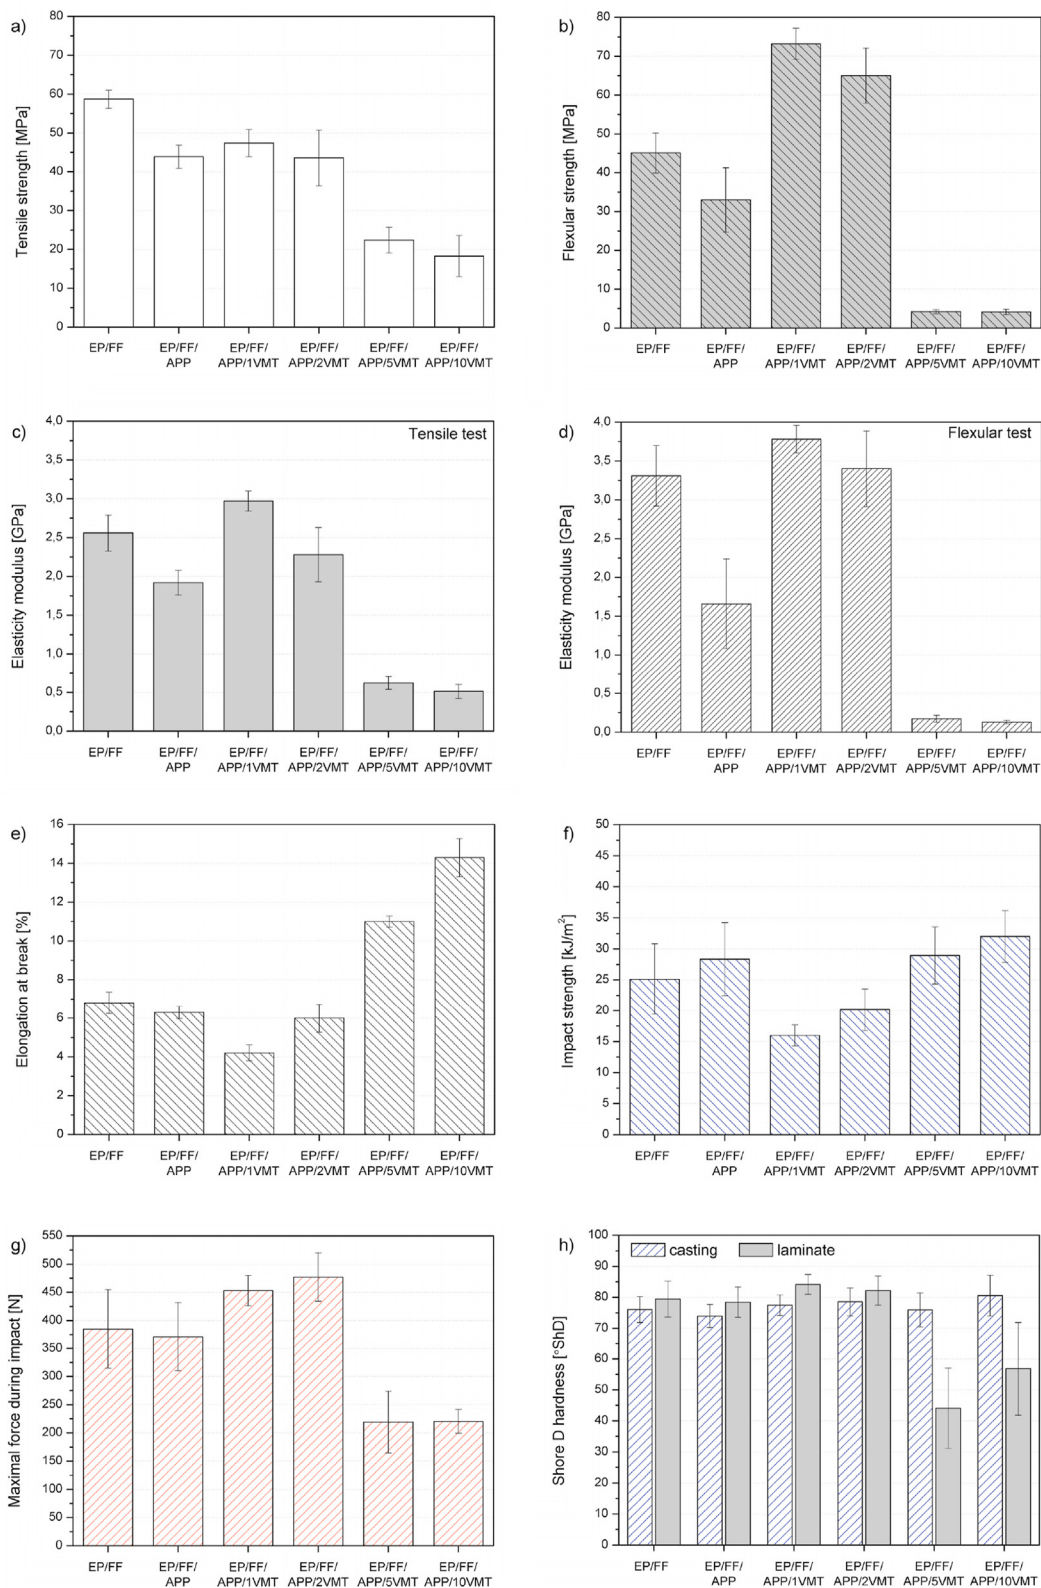 a)
Tensile strength [MPa]
80
70
60
50
40
30
20
10
0
EP/FF
EP/FF/
APP
EP/FF/
APP/1VMT
EP/FF/
APP/2VMT
EP/FF/
APP/5VMT
EP/FF/
APP/10VMT
b)
Flexular strength [MPa]
80
70
60
50
40
30
20
10
0
EP/FF
EP/FF/
APP
EP/FF/
APP/1VMT
EP/FF/
APP/2VMT
EP/FF/
APP/5VMT
EP/FF/
APP/10VMT
c)
Tensile test
Elasticity modulus [GPa]
4,0
3,5
3,0
2,5
2,0
1,5
1,0
0,5
0,0
EP/FF
EP/FF/
APP
EP/FF/
APP/1VMT
EP/FF/
APP/2VMT
EP/FF/
APP/5VMT
EP/FF/
APP/10VMT
d)
Flexular test
Elasticity modulus [GPa]
4,0
3,5
3,0
2,5
2,0
1,5
1,0
0,5
0,0
EP/FF
EP/FF/
APP
EP/FF/
APP/1VMT
EP/FF/
APP/2VMT
EP/FF/
APP/5VMT
EP/FF/
APP/10VMT
e)
Elongation at break [%]
16
14
12
10
8
6
4
2
0
EP/FF
EP/FF/
APP
EP/FF/
APP/1VMT
EP/FF/
APP/2VMT
EP/FF/
APP/5VMT
EP/FF/
APP/10VMT
f)
Impact strength [kJ/m²]
50
45
40
35
30
25
20
15
10
5
0
EP/FF
EP/FF/
APP
EP/FF/
APP/1VMT
EP/FF/
APP/2VMT
EP/FF/
APP/5VMT
EP/FF/
APP/10VMT
g)
Maximal force during impact [N]
550
500
450
400
350
300
250
200
150
100
50
0
EP/FF
EP/FF/
APP
EP/FF/
APP/1VMT
EP/FF/
APP/2VMT
EP/FF/
APP/5VMT
EP/FF/
APP/10VMT
h)
casting laminate
Shore D hardness [°ShD]
100
90
80
70
60
50
40
30
20
10
0
EP/FF
EP/FF/
APP
EP/FF/
APP/1VMT
EP/FF/
APP/2VMT
EP/FF/
APP/5VMT
EP/FF/
APP/10VMT